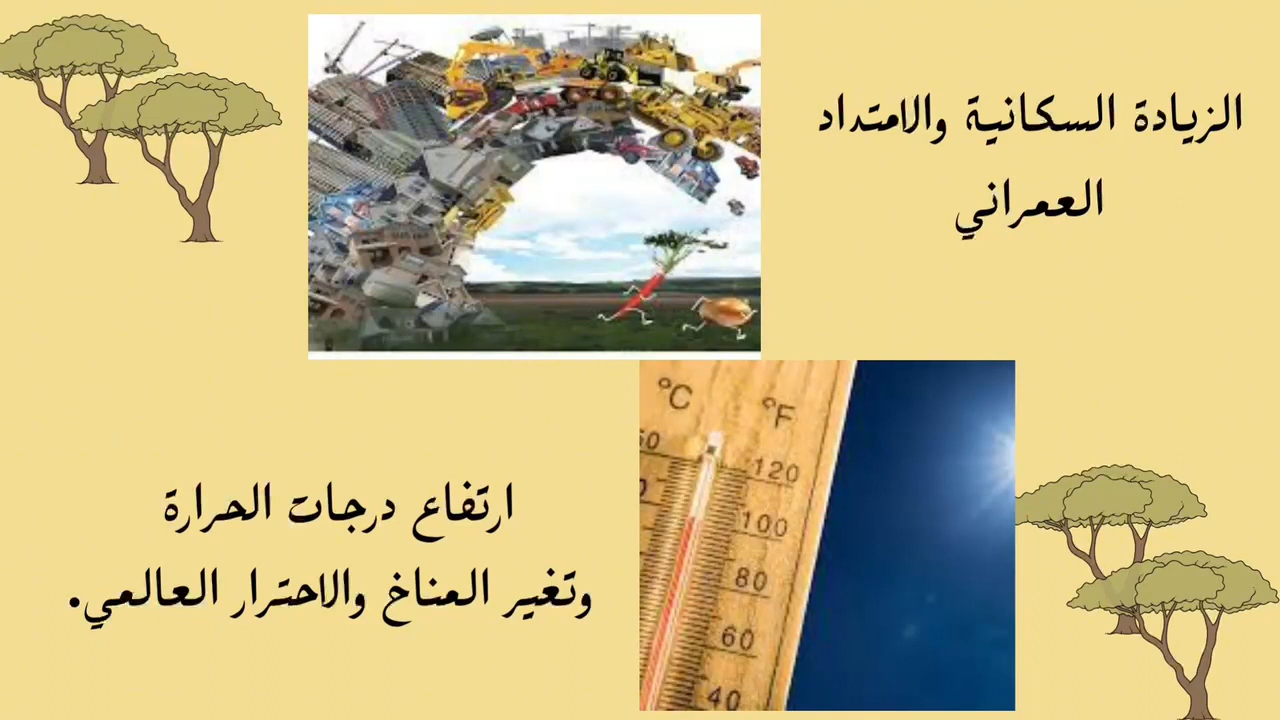 الزيادة السكانية والامتداد
العمراني
°C °F
120
100
80
60
40
ارتفاع درجات الحرارة
وتغير المناخ والاحترار العالمي.